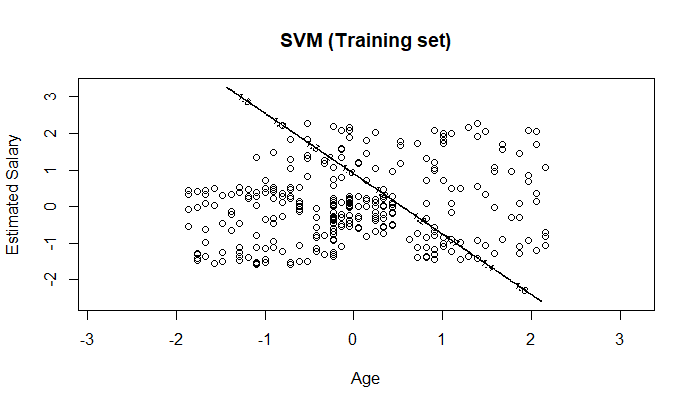 SVM (Training set)
Estimated Salary
3
2
1
0
-1
-2
-3 -2 -1 0 1 2 3
Age